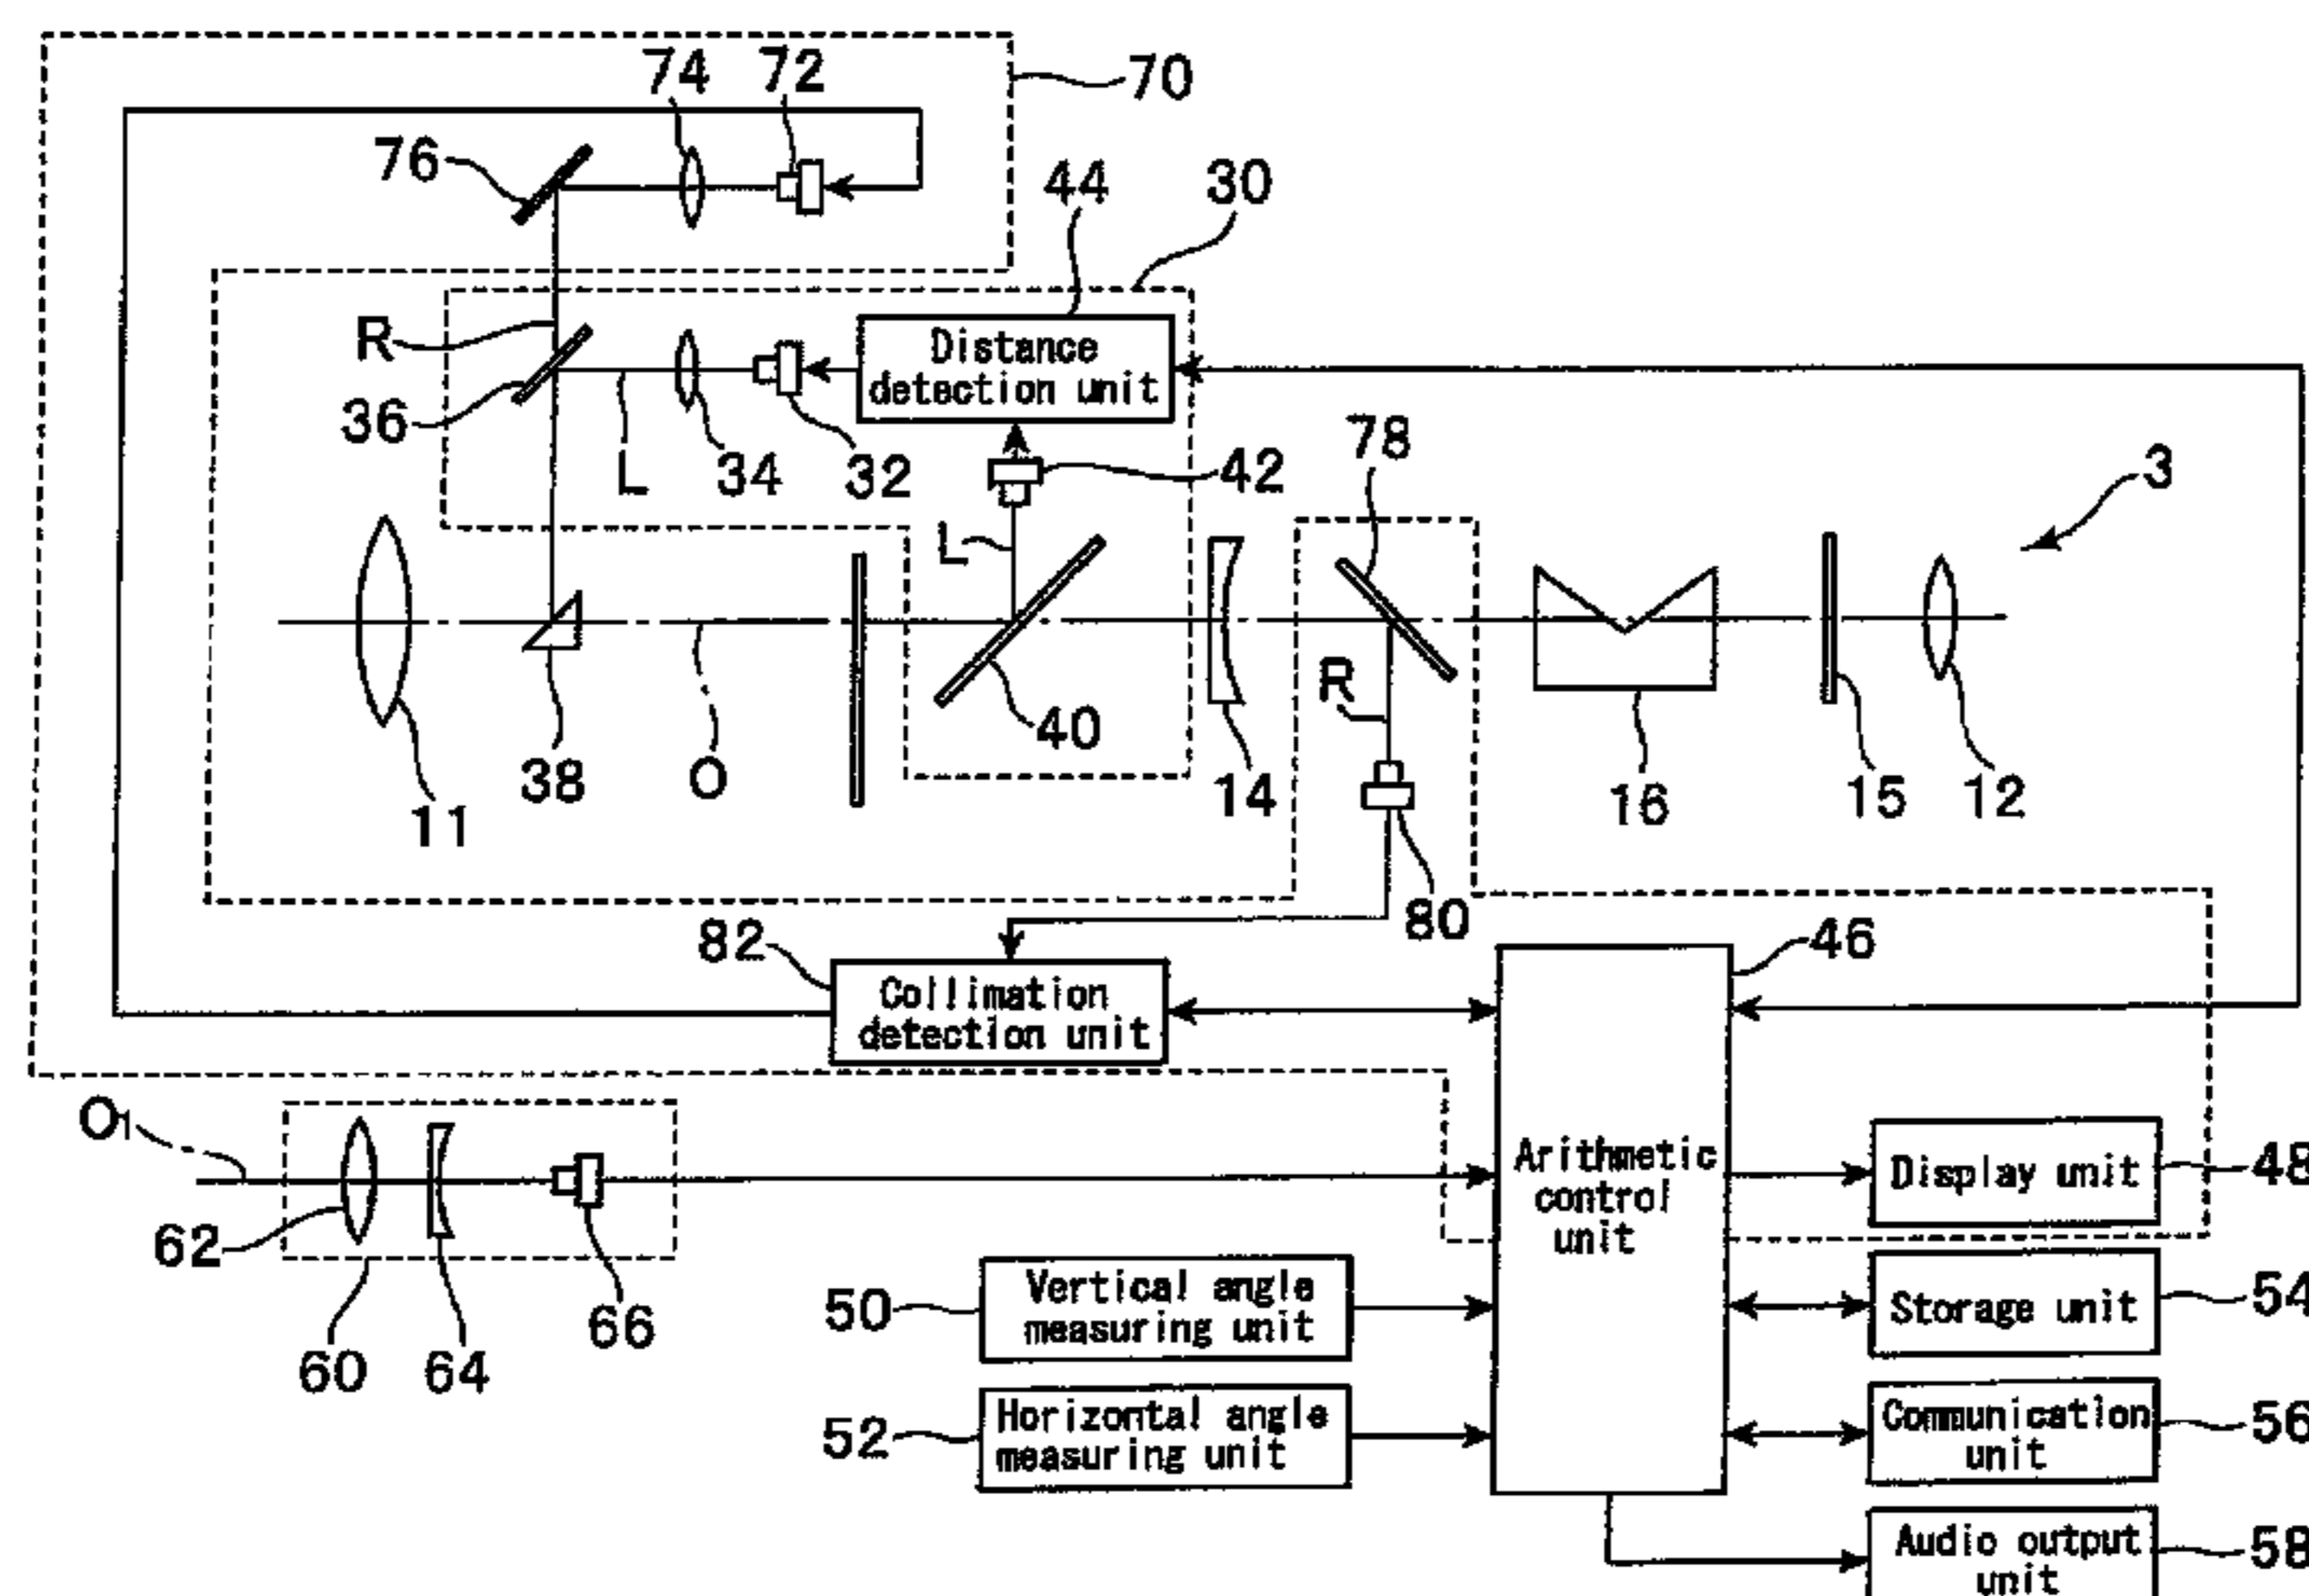 74
72
70
76
44
30
R
Distance
detection unit
36
L
34
32
42
78
3
L
R
11
38
O
40
14
16
15
12
82
80
46
Collimation
detection unit
O1
Arithmetic
control
unit
Display unit
48
62
60
64
66
50
Vertical angle
measuring unit
Storage unit
54
52
Horizontal angle
measuring unit
Communication
unit
56
Audio output
unit
58